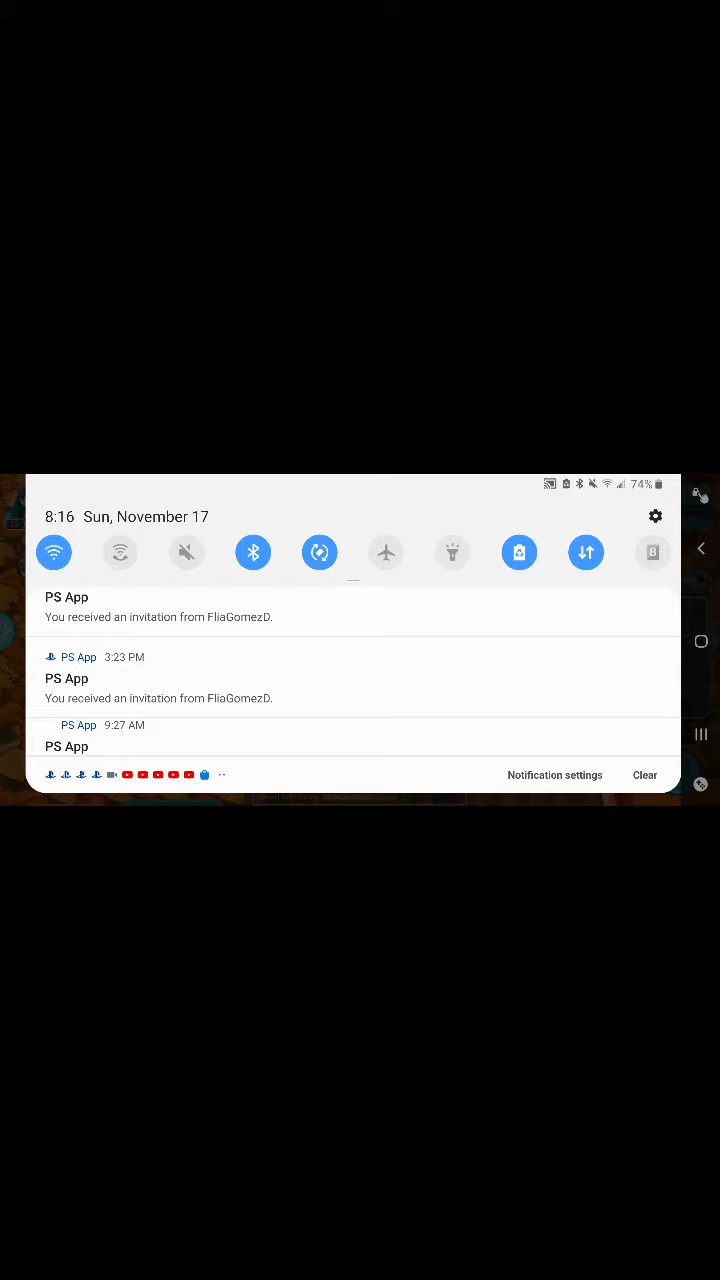 74%
8:16 Sun, November 17
B
PS App
You received an invitation from FliaGomezD.
PS App 3:23 PM
PS App
You received an invitation from FliaGomezD.
PS App 9:27 AM
PS App
Notification settings Clear